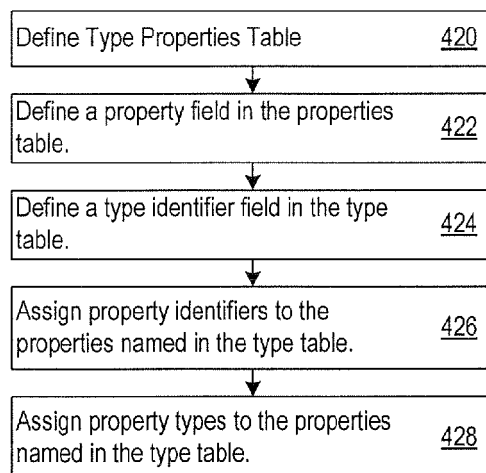 Define Type Properties Table 420
Define a property field in the properties
table. 422
Define a type identifier field in the type
table. 424
Assign property identifiers to the
properties named in the type table. 426
Assign property types to the properties
named in the type table. 428